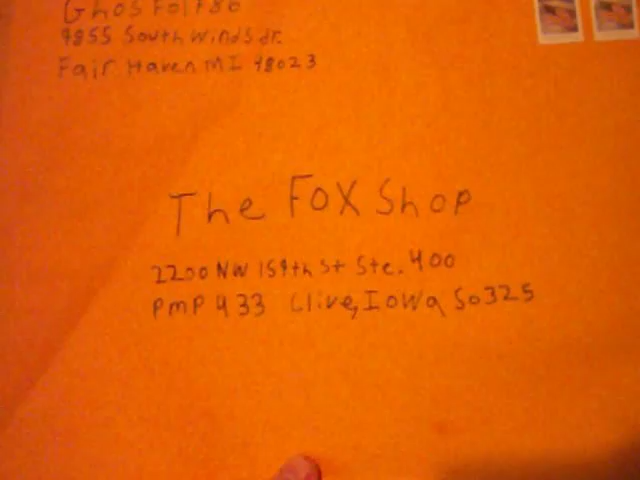 9855 South Winds dr.
Fair Haven MI 48023
The Fox Shop
2200 NW 159th St Ste. 400
PMP 433 Clive, Iowa 50325